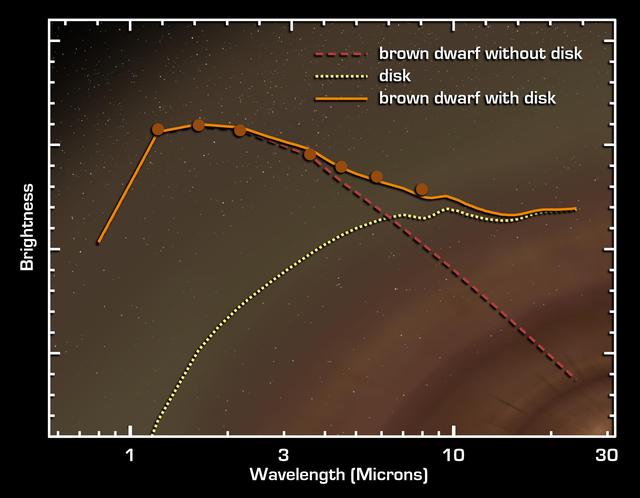 brown dwarf without disk
disk
brown dwarf with disk
Brightness
1
3
10
30
Wavelength (Microns)